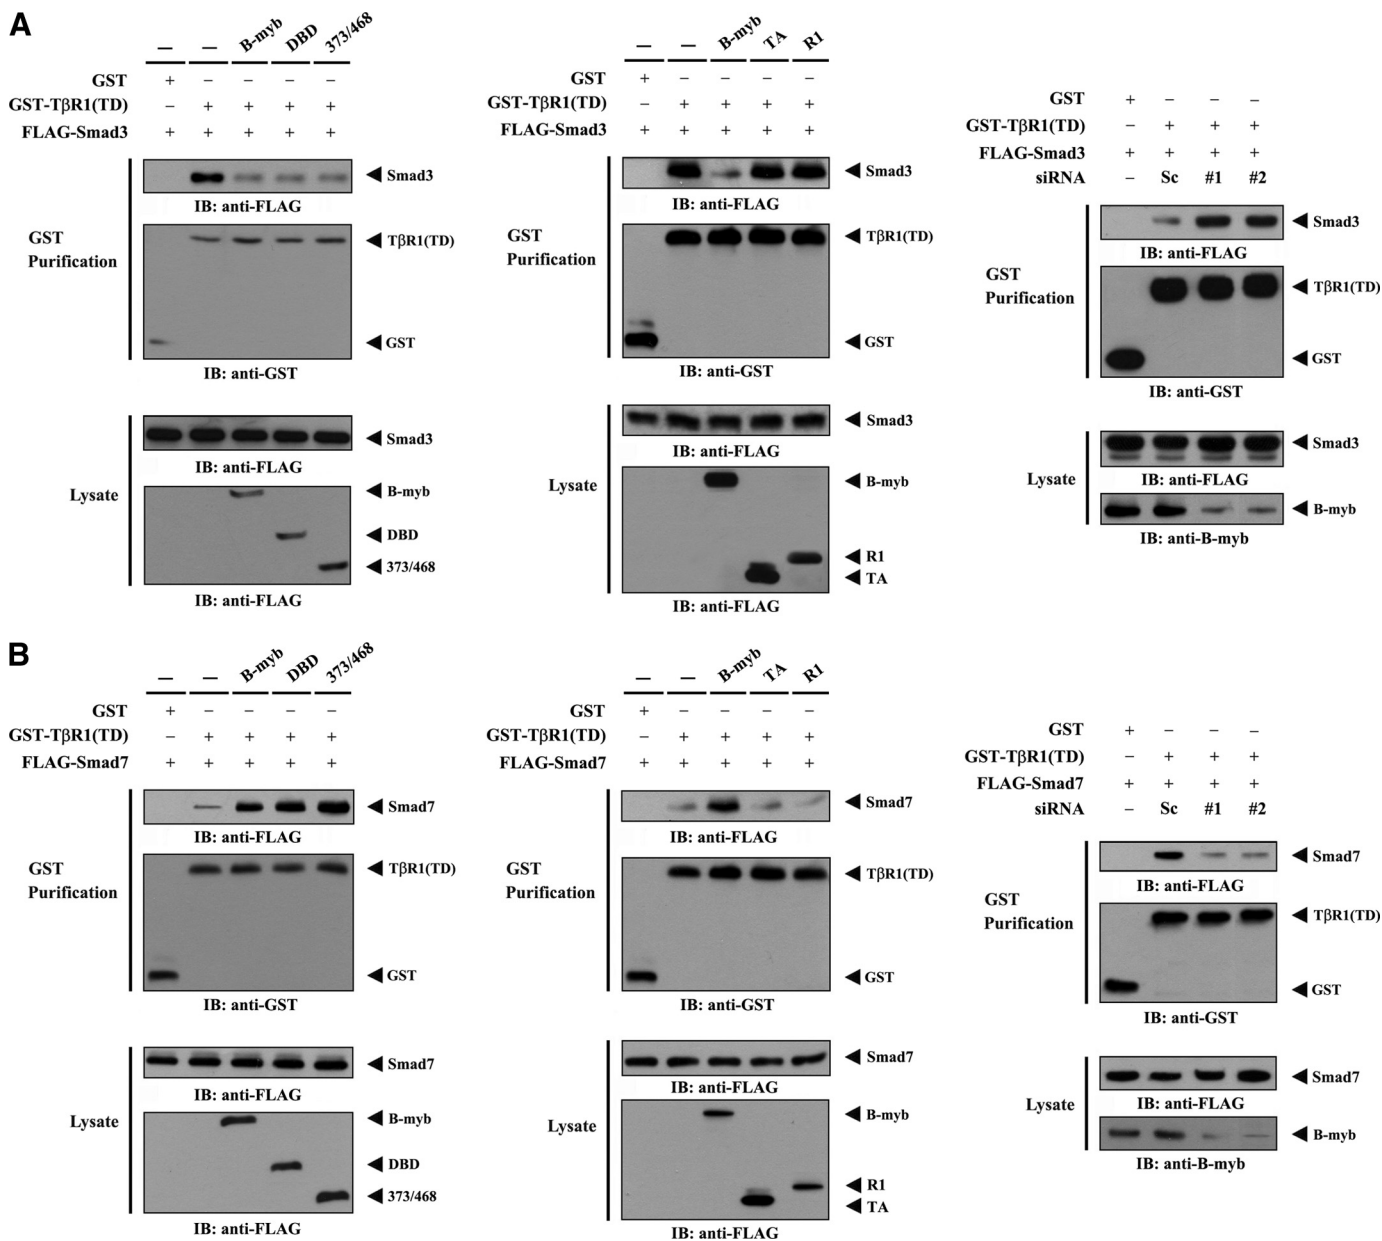 A
— — B-myb DBD 373/468
GST + – – – –
GST-TβR1(TD) – + + + +
FLAG-Smad3 + + + + +
Smad3
IB: anti-FLAG
GST
Purification
TβR1(TD)
GST
IB: anti-GST
Smad3
IB: anti-FLAG
Lysate
B-myb
DBD
373/468
IB: anti-FLAG
— — B-myb TA R1
GST + – – – –
GST-TβR1(TD) – + + + +
FLAG-Smad3 + + + + +
Smad3
IB: anti-FLAG
GST
Purification
TβR1(TD)
GST
IB: anti-GST
Smad3
IB: anti-FLAG
Lysate
B-myb
R1
TA
IB: anti-FLAG
GST + – – –
GST-TβR1(TD) – + + +
FLAG-Smad3 + + + +
siRNA – Sc #1 #2
Smad3
IB: anti-FLAG
GST
Purification
TβR1(TD)
GST
IB: anti-GST
Smad3
IB: anti-FLAG
Lysate
B-myb
IB: anti-B-myb
B
— — B-myb DBD 373/468
GST + – – – –
GST-TβR1(TD) – + + + +
FLAG-Smad7 + + + + +
Smad7
IB: anti-FLAG
GST
Purification
TβR1(TD)
GST
IB: anti-GST
Smad7
IB: anti-FLAG
Lysate
B-myb
DBD
373/468
IB: anti-FLAG
— — B-myb TA R1
GST + – – – –
GST-TβR1(TD) – + + + +
FLAG-Smad7 + + + + +
Smad7
IB: anti-FLAG
GST
Purification
TβR1(TD)
GST
IB: anti-GST
Smad7
IB: anti-FLAG
Lysate
B-myb
R1
TA
IB: anti-FLAG
GST + – – –
GST-TβR1(TD) – + + +
FLAG-Smad7 + + + +
siRNA – Sc #1 #2
Smad7
IB: anti-FLAG
GST
Purification
TβR1(TD)
GST
IB: anti-GST
Smad7
IB: anti-FLAG
Lysate
B-myb
IB: anti-B-myb